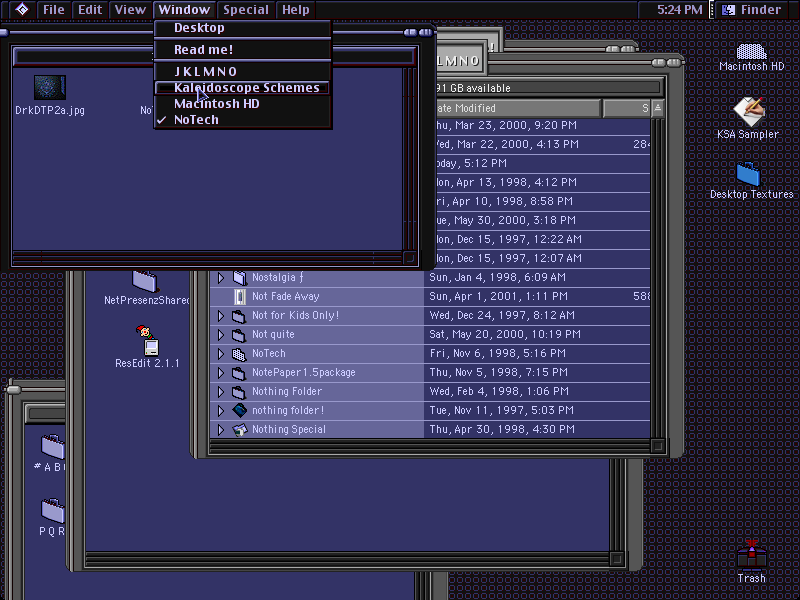 File Edit View Window Special Help 5:24 PM Finder
Desktop
Read me!
J K L M N O
Kaleidoscope Schemes
Macintosh HD
✓ NoTech
DrkDTP2a.jpg
LMNO
91 GB available
ate Modified S
hu, Mar 23, 2000, 9:20 PM
Ved, Mar 22, 2000, 4:13 PM 284
oday, 5:12 PM
Mon, Apr 13, 1998, 4:12 PM
ri, Apr 10, 1998, 8:58 PM
ue, May 30, 2000, 3:18 PM
Mon, Dec 15, 1997, 12:22 AM
Mon, Dec 15, 1997, 12:07 AM
Nostalgia ƒ Sun, Jan 4, 1998, 6:09 AM
Not Fade Away Sun, Apr 1, 2001, 1:11 PM 588
Not for Kids Only! Wed, Dec 24, 1997, 8:12 AM
Not quite Sat, May 20, 2000, 10:19 PM
NoTech Fri, Nov 6, 1998, 5:16 PM
NotePaper1.5package Thu, Nov 5, 1998, 7:15 PM
Nothing Folder Wed, Feb 4, 1998, 1:06 PM
nothing folder! Tue, Nov 11, 1997, 5:03 PM
Nothing Special Thu, Apr 30, 1998, 4:30 PM
NetPresenzShared
ResEdit 2.1.1
# A B C
P Q R
Macintosh HD
KSA Sampler
Desktop Textures
Trash